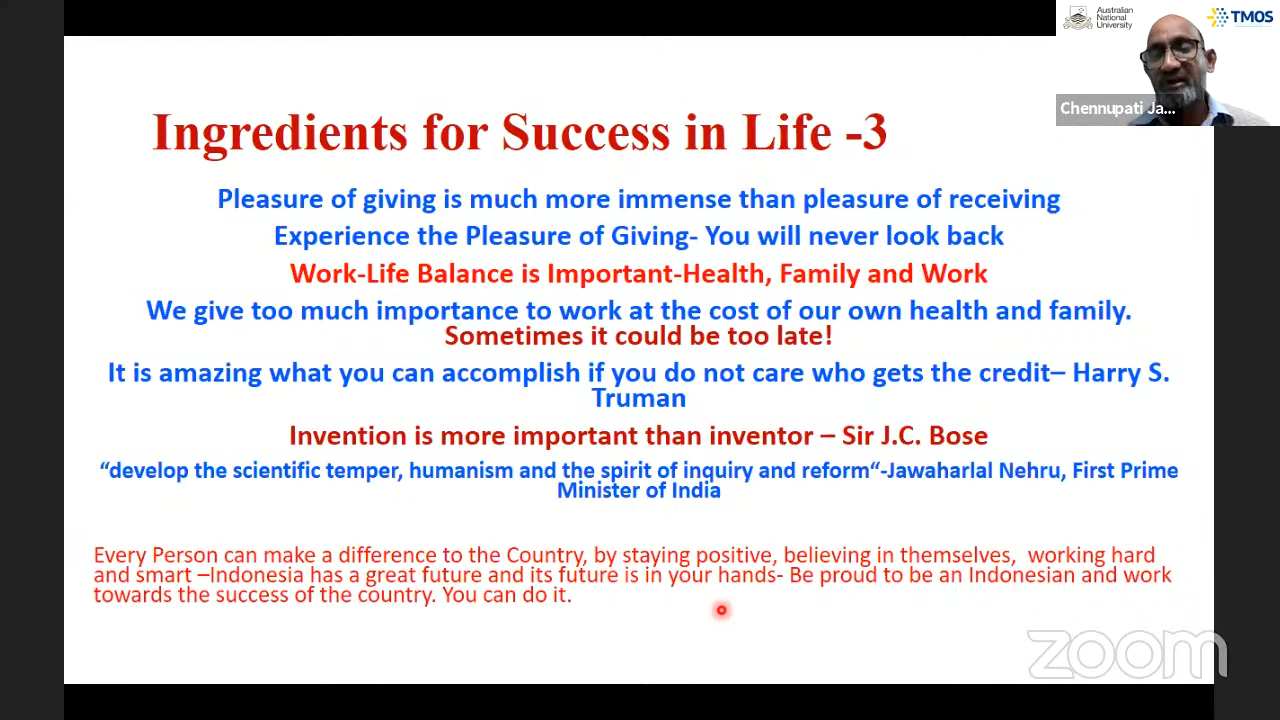 Australian
National
University
TMOS
Chennupati Ja...
Ingredients for Success in Life -3
Pleasure of giving is much more immense than pleasure of receiving
Experience the Pleasure of Giving- You will never look back
Work-Life Balance is Important-Health, Family and Work
We give too much importance to work at the cost of our own health and family.
Sometimes it could be too late!
It is amazing what you can accomplish if you do not care who gets the credit– Harry S.
Truman
Invention is more important than inventor – Sir J.C. Bose
“develop the scientific temper, humanism and the spirit of inquiry and reform“-Jawaharlal Nehru, First Prime
Minister of India
Every Person can make a difference to the Country, by staying positive, believing in themselves,  working hard
and smart –Indonesia has a great future and its future is in your hands- Be proud to be an Indonesian and work
towards the success of the country. You can do it.
zoom